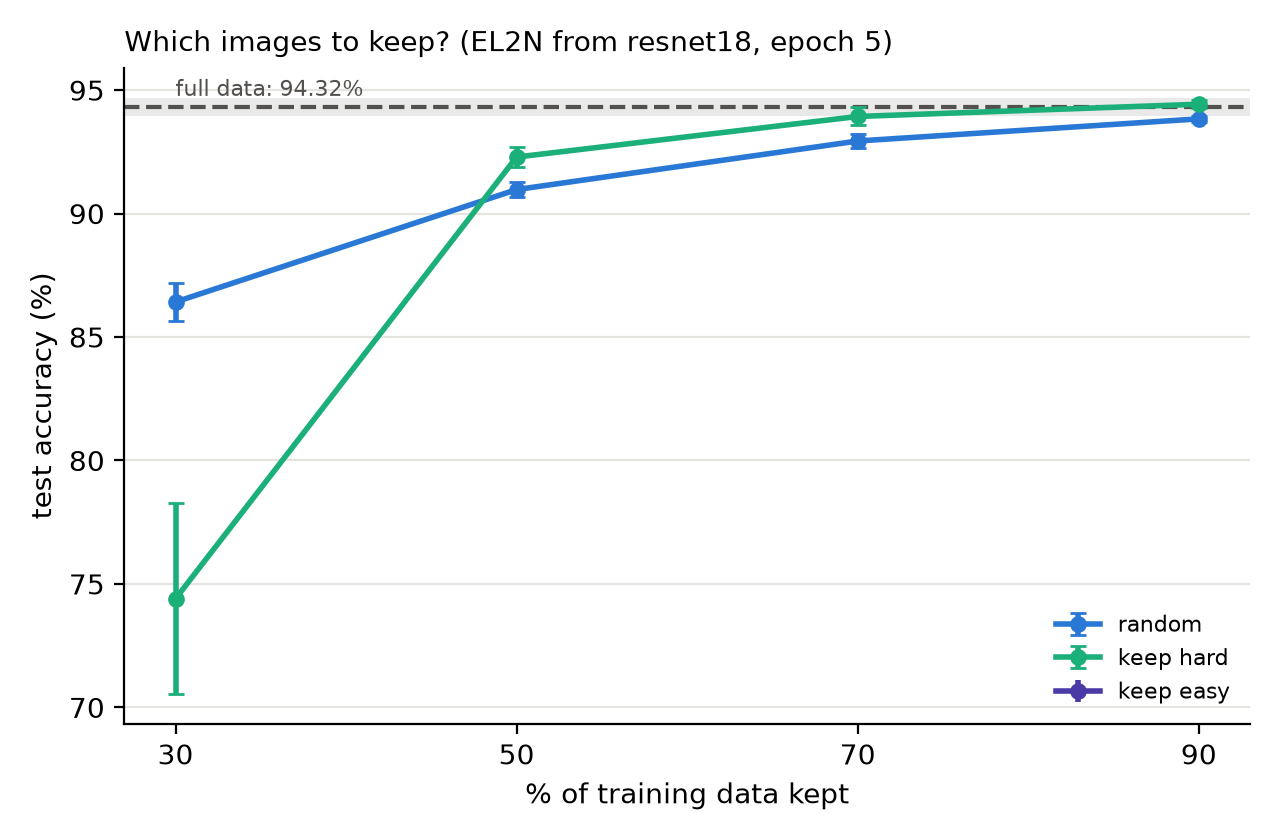 Which images to keep? (EL2N from resnet18, epoch 5)
full data: 94.32%
95
90
85
80
75
70
test accuracy (%)
30 50 70 90
% of training data kept
random
keep hard
keep easy